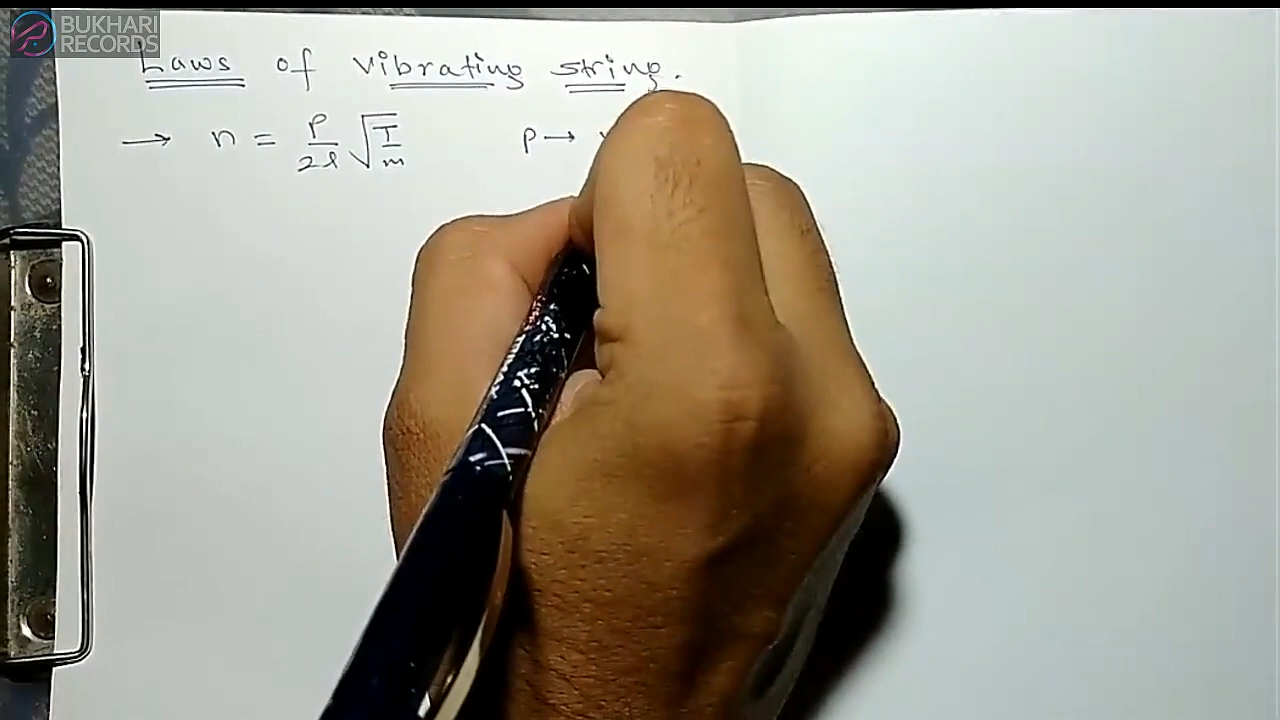 BUKHARI
RECORDS
Laws of vibrating string.
→ n = P/2l √T/m p →